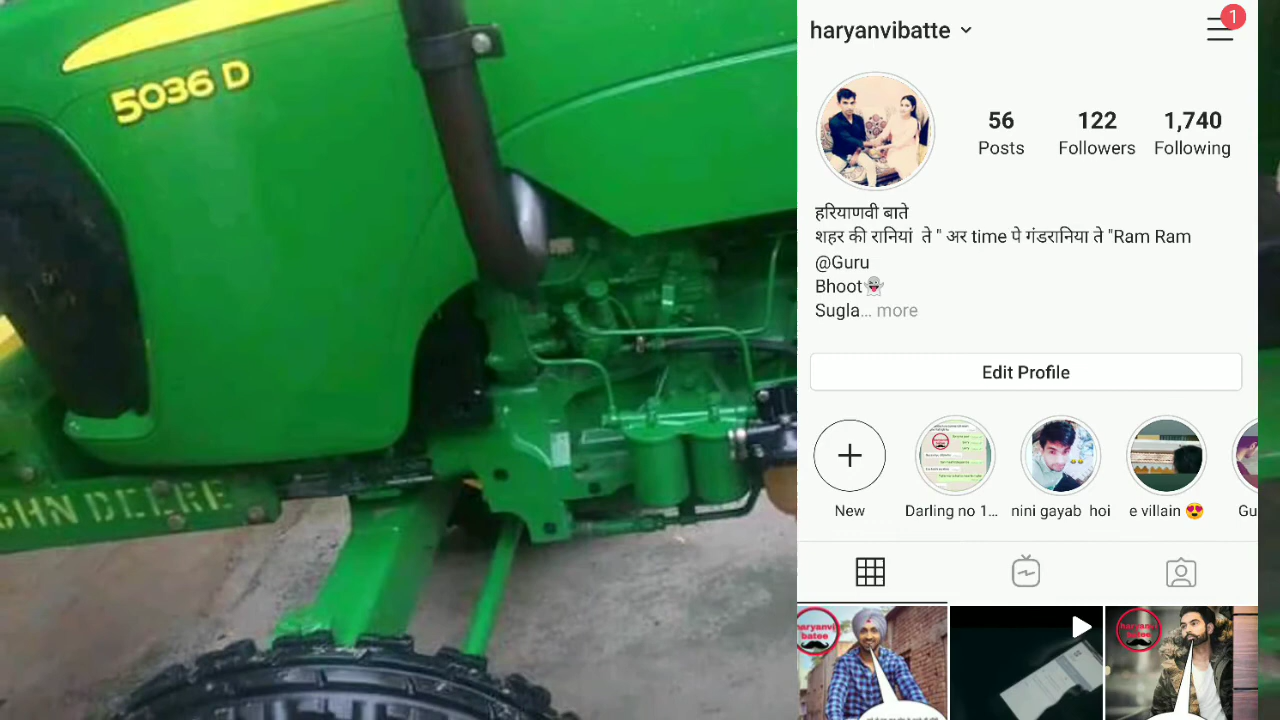 5036 D
JOHN DEERE
haryanvibatte
1
56
Posts
122
Followers
1,740
Following
हरियाणवी बाते
शहर की रानियां ते " अर time पे गंडरानिया ते "Ram Ram
@Guru
Bhoot👻
Sugla... more
Edit Profile
New
Darling no 1...
nini gayab hoi
e villain 😍
Gu
haryanvi
batee
haryanvi
batee